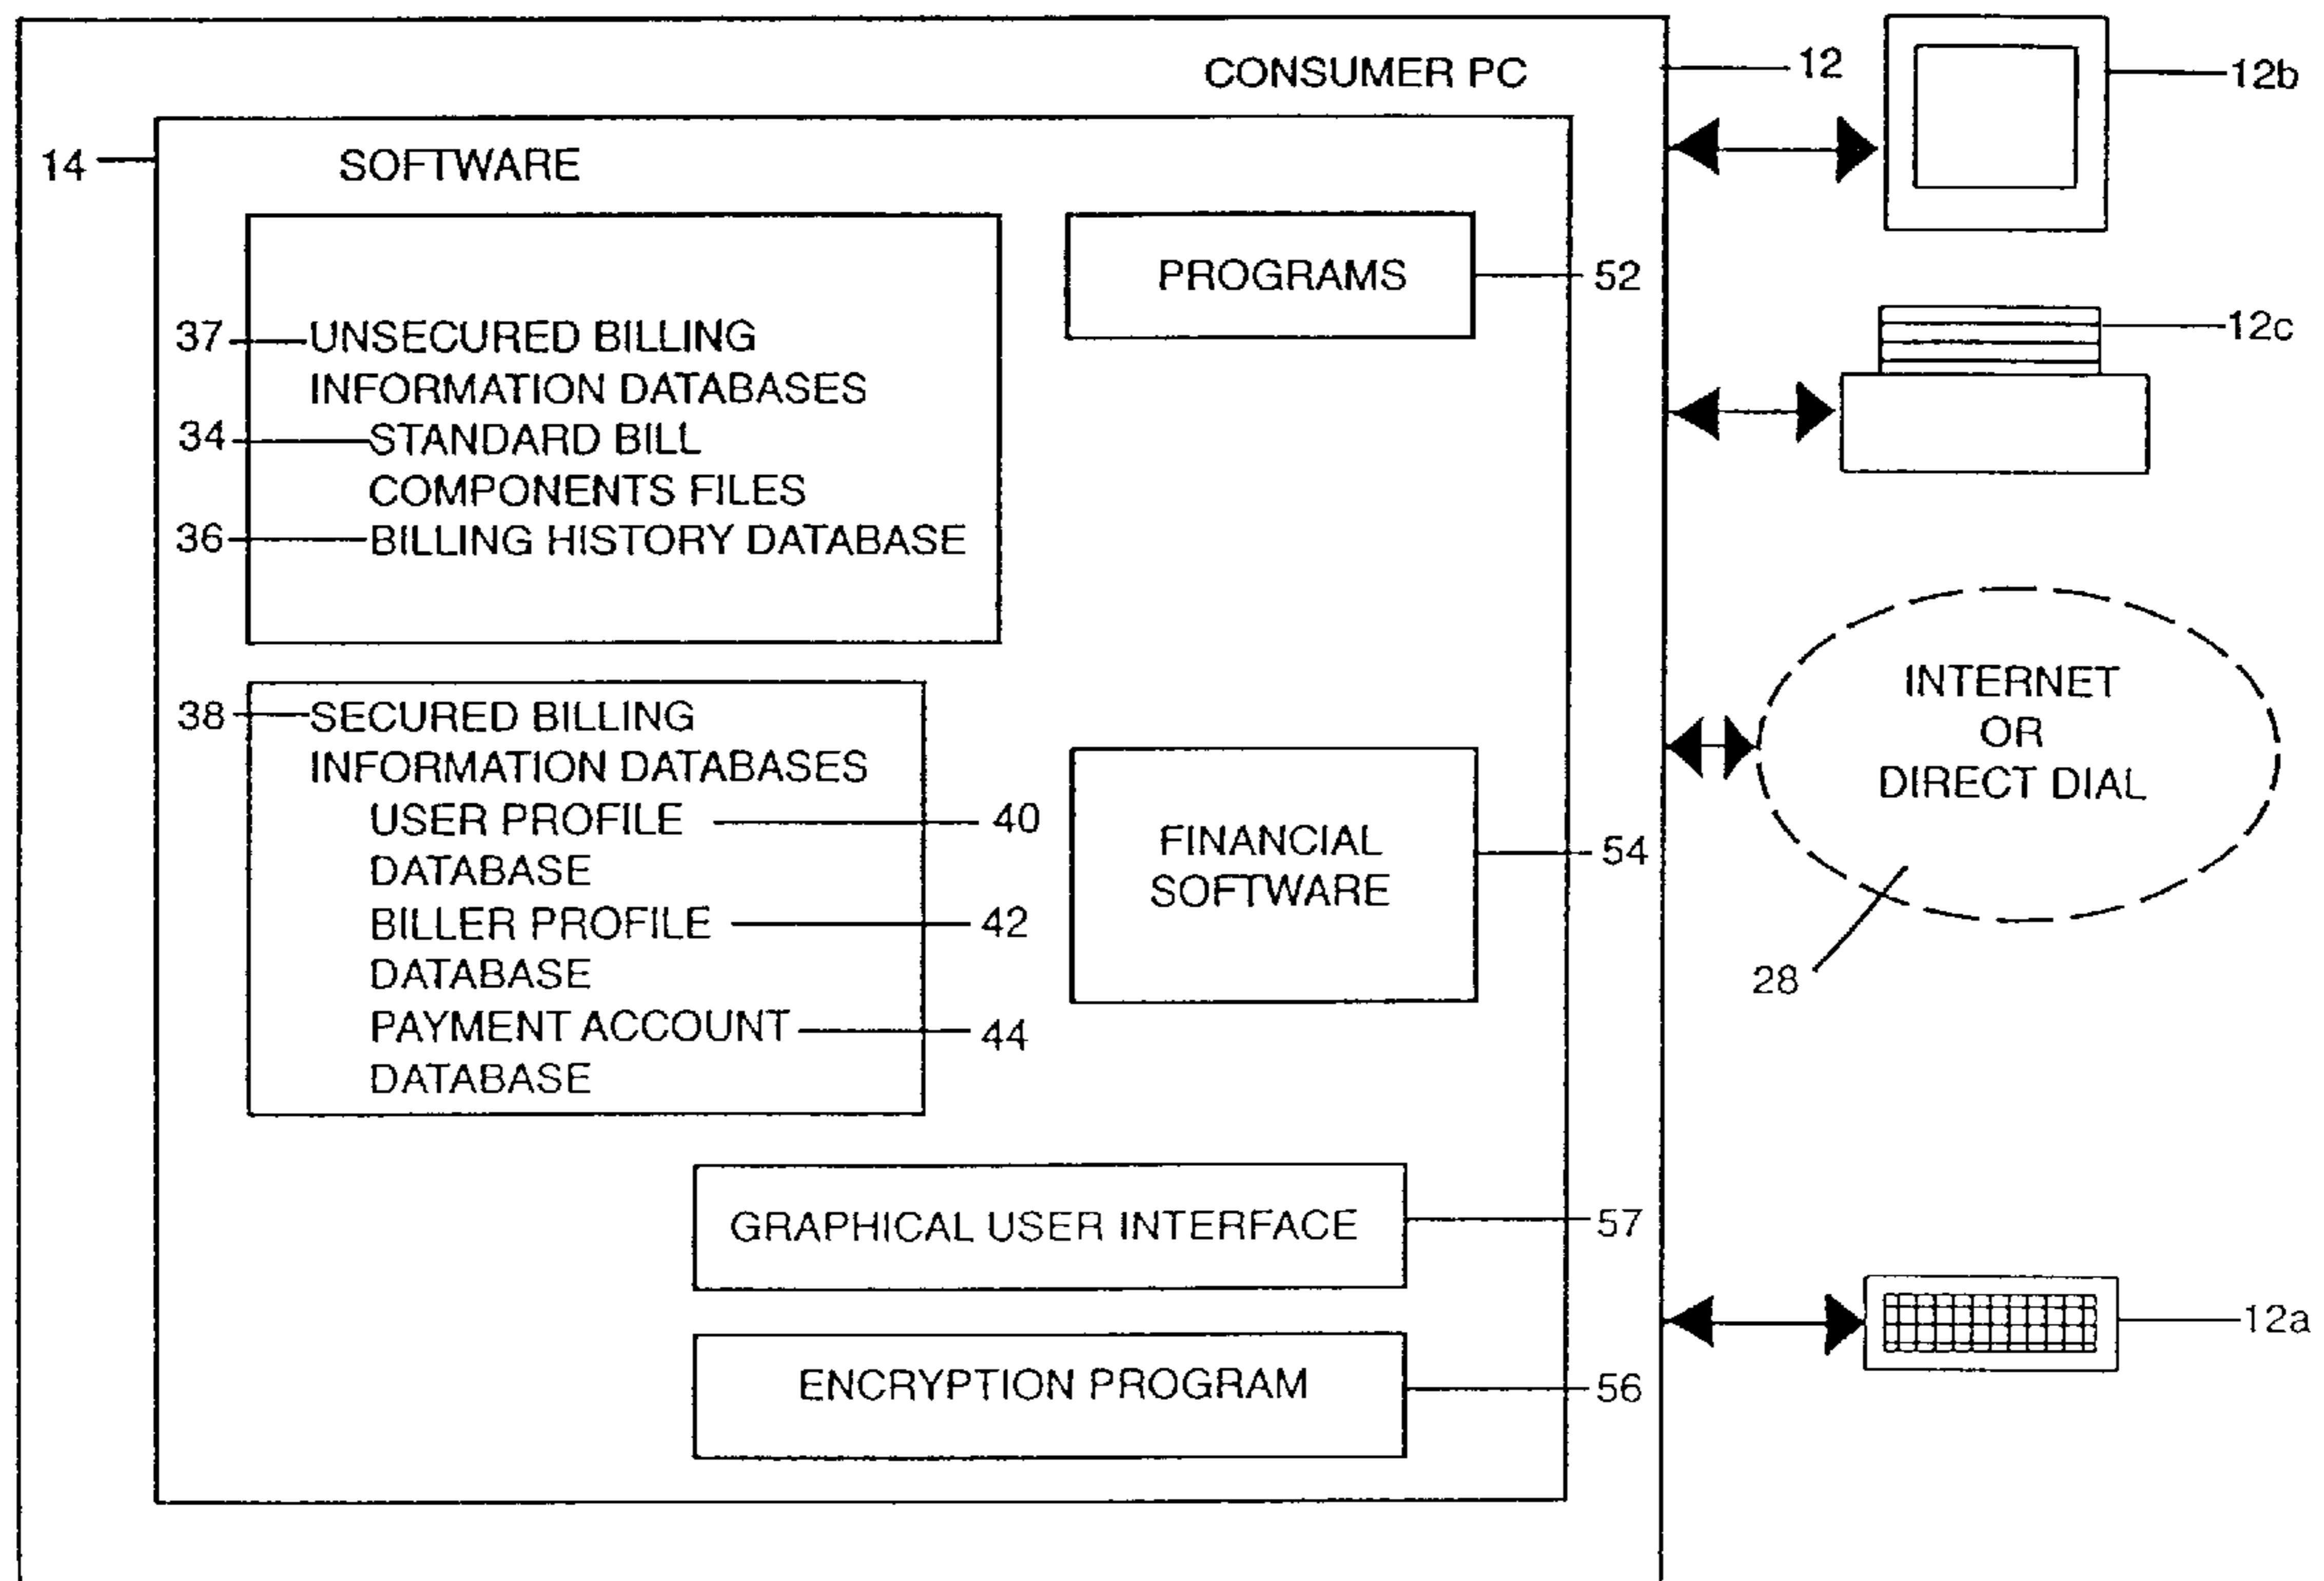 CONSUMER PC
12
12b
14
SOFTWARE
PROGRAMS
52
12c
37
UNSECURED BILLING
INFORMATION DATABASES
34
STANDARD BILL
COMPONENTS FILES
36
BILLING HISTORY DATABASE
INTERNET
OR
DIRECT DIAL
28
38
SECURED BILLING
INFORMATION DATABASES
USER PROFILE
40
DATABASE
BILLER PROFILE
42
DATABASE
PAYMENT ACCOUNT
44
DATABASE
FINANCIAL
SOFTWARE
54
GRAPHICAL USER INTERFACE
57
12a
ENCRYPTION PROGRAM
56